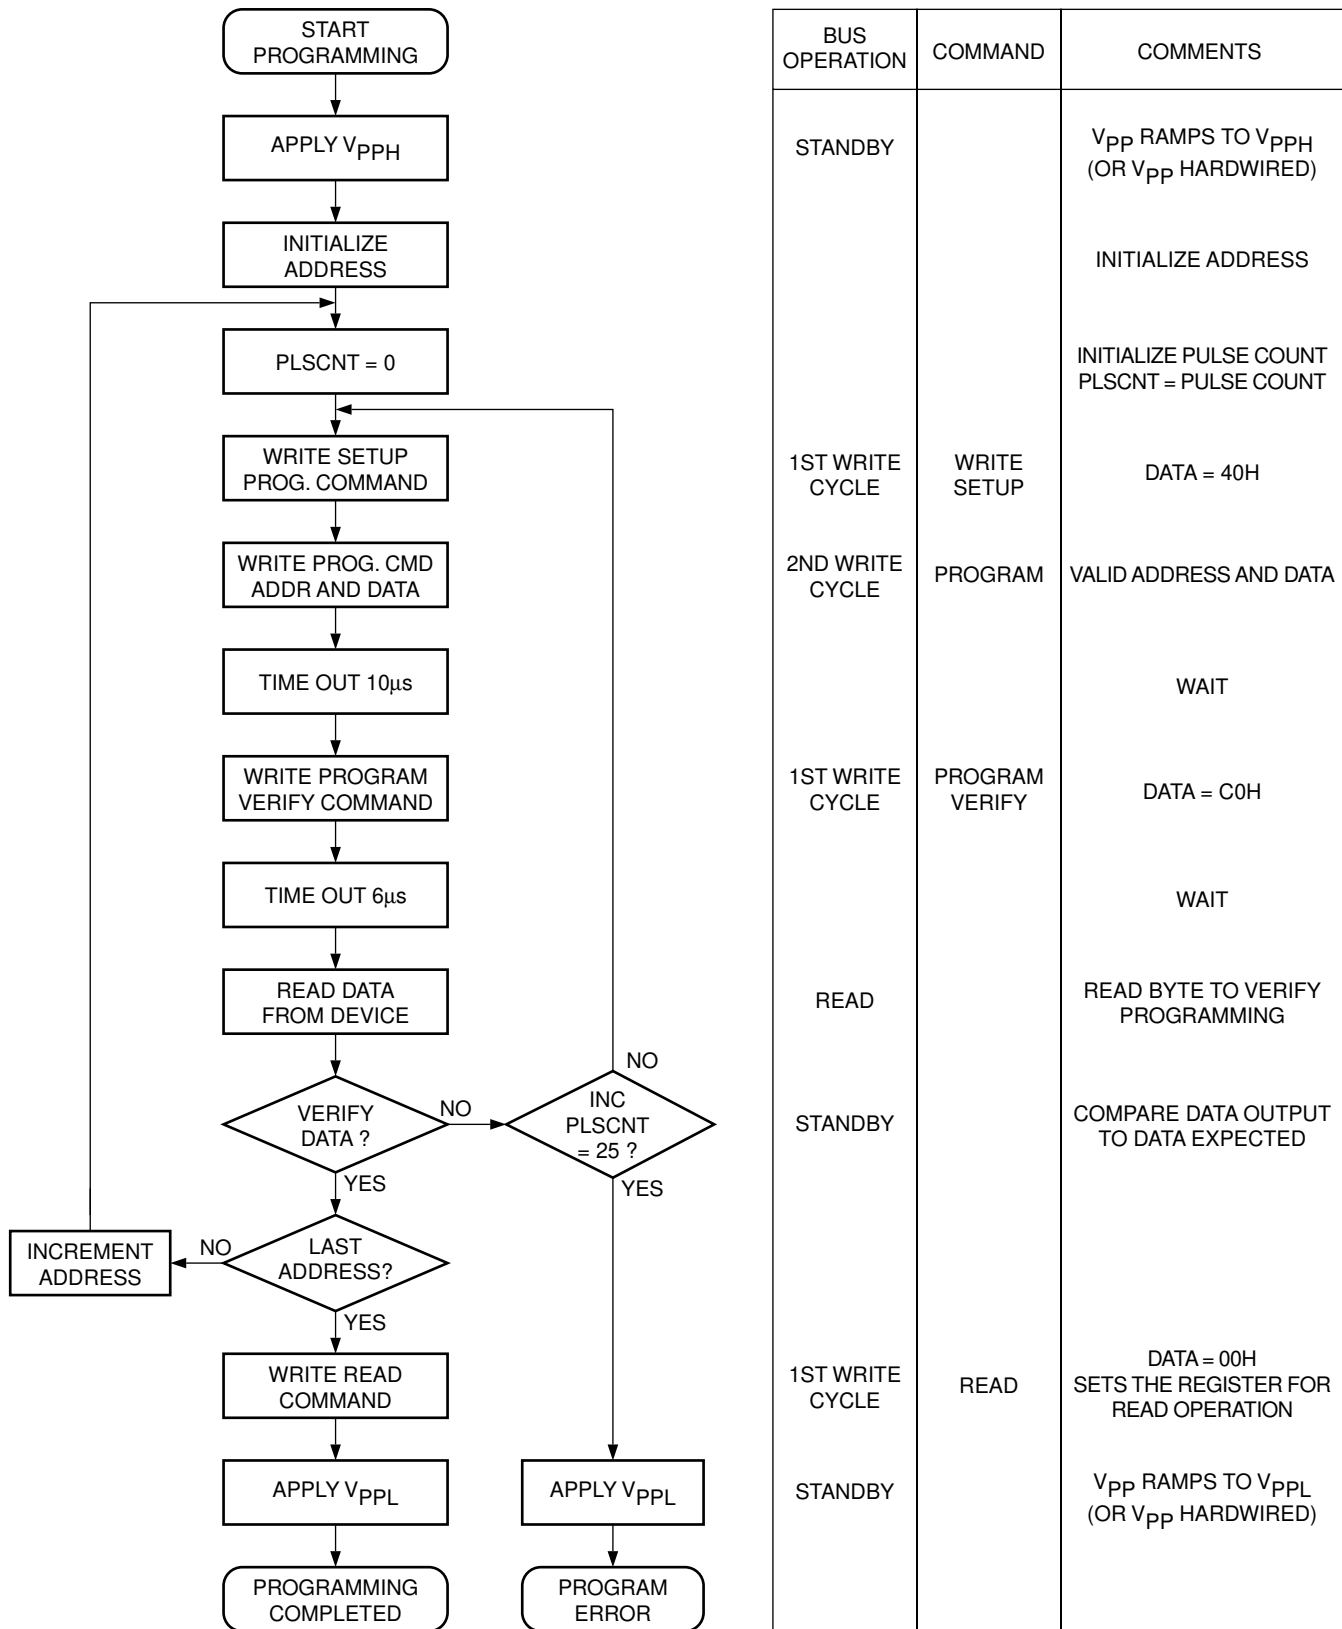 START
PROGRAMMING
APPLY VPPH
INITIALIZE
ADDRESS
PLSCNT = 0
WRITE SETUP
PROG. COMMAND
WRITE PROG. CMD
ADDR AND DATA
TIME OUT 10μs
WRITE PROGRAM
VERIFY COMMAND
TIME OUT 6μs
READ DATA
FROM DEVICE
VERIFY
DATA ?
NO
YES
INC
PLSCNT
= 25 ?
NO
YES
LAST
ADDRESS?
NO
YES
INCREMENT
ADDRESS
WRITE READ
COMMAND
APPLY VPPL
PROGRAMMING
COMPLETED
APPLY VPPL
PROGRAM
ERROR
BUS
OPERATION
COMMAND
COMMENTS
STANDBY
VPP RAMPS TO VPPH
(OR VPP HARDWIRED)
INITIALIZE ADDRESS
INITIALIZE PULSE COUNT
PLSCNT = PULSE COUNT
1ST WRITE
CYCLE
WRITE
SETUP
DATA = 40H
2ND WRITE
CYCLE
PROGRAM
VALID ADDRESS AND DATA
WAIT
1ST WRITE
CYCLE
PROGRAM
VERIFY
DATA = C0H
WAIT
READ
READ BYTE TO VERIFY
PROGRAMMING
STANDBY
COMPARE DATA OUTPUT
TO DATA EXPECTED
1ST WRITE
CYCLE
READ
DATA = 00H
SETS THE REGISTER FOR
READ OPERATION
STANDBY
VPP RAMPS TO VPPL
(OR VPP HARDWIRED)